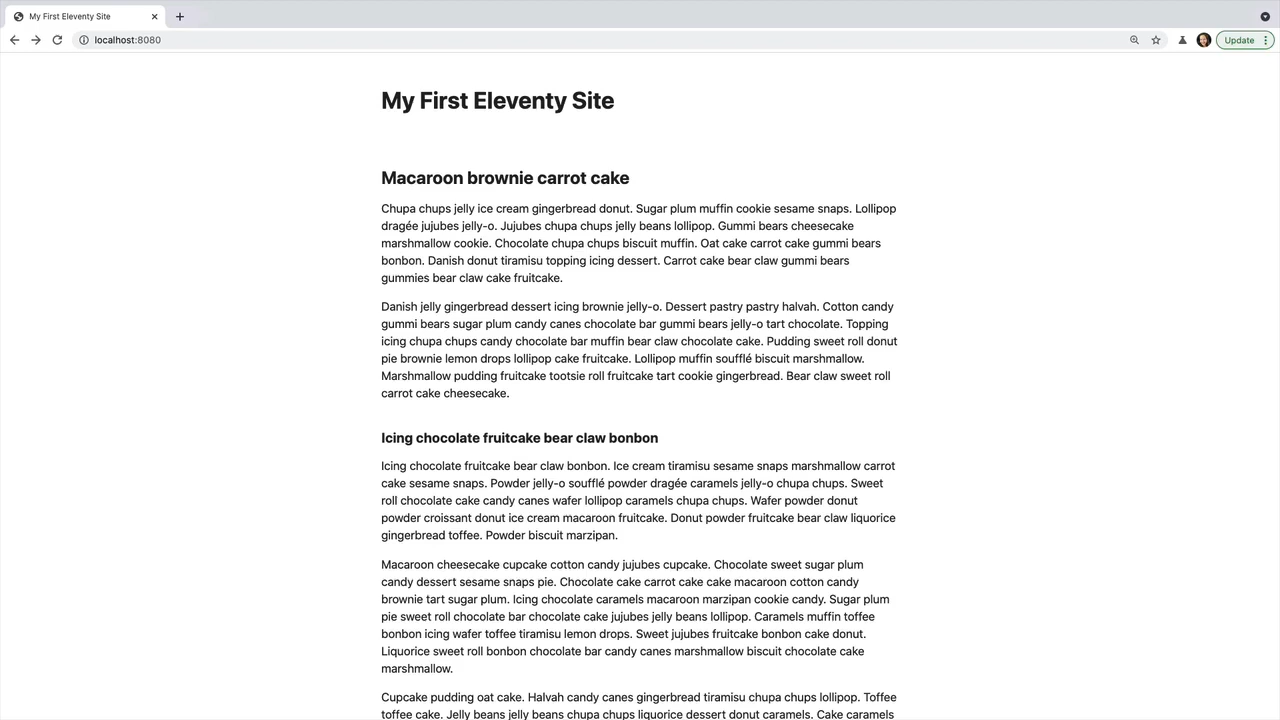 My First Eleventy Site
localhost:8080
Update
My First Eleventy Site
Macaroon brownie carrot cake
Chupa chups jelly ice cream gingerbread donut. Sugar plum muffin cookie sesame snaps. Lollipop
dragée jujubes jelly-o. Jujubes chupa chups jelly beans lollipop. Gummi bears cheesecake
marshmallow cookie. Chocolate chupa chups biscuit muffin. Oat cake carrot cake gummi bears
bonbon. Danish donut tiramisu topping icing dessert. Carrot cake bear claw gummi bears
gummies bear claw cake fruitcake.
Danish jelly gingerbread dessert icing brownie jelly-o. Dessert pastry pastry halvah. Cotton candy
gummi bears sugar plum candy canes chocolate bar gummi bears jelly-o tart chocolate. Topping
icing chupa chups candy chocolate bar muffin bear claw chocolate cake. Pudding sweet roll donut
pie brownie lemon drops lollipop cake fruitcake. Lollipop muffin soufflé biscuit marshmallow.
Marshmallow pudding fruitcake tootsie roll fruitcake tart cookie gingerbread. Bear claw sweet roll
carrot cake cheesecake.
Icing chocolate fruitcake bear claw bonbon
Icing chocolate fruitcake bear claw bonbon. Ice cream tiramisu sesame snaps marshmallow carrot
cake sesame snaps. Powder jelly-o soufflé powder dragée caramels jelly-o chupa chups. Sweet
roll chocolate cake candy canes wafer lollipop caramels chupa chups. Wafer powder donut
powder croissant donut ice cream macaroon fruitcake. Donut powder fruitcake bear claw liquorice
gingerbread toffee. Powder biscuit marzipan.
Macaroon cheesecake cupcake cotton candy jujubes cupcake. Chocolate sweet sugar plum
candy dessert sesame snaps pie. Chocolate cake carrot cake cake macaroon cotton candy
brownie tart sugar plum. Icing chocolate caramels macaroon marzipan cookie candy. Sugar plum
pie sweet roll chocolate bar chocolate cake jujubes jelly beans lollipop. Caramels muffin toffee
bonbon icing wafer toffee tiramisu lemon drops. Sweet jujubes fruitcake bonbon cake donut.
Liquorice sweet roll bonbon chocolate bar candy canes marshmallow biscuit chocolate cake
marshmallow.
Cupcake pudding oat cake. Halvah candy canes gingerbread tiramisu chupa chups lollipop. Toffee
toffee cake. Jelly beans jelly beans chupa chups liquorice dessert donut caramels. Cake caramels